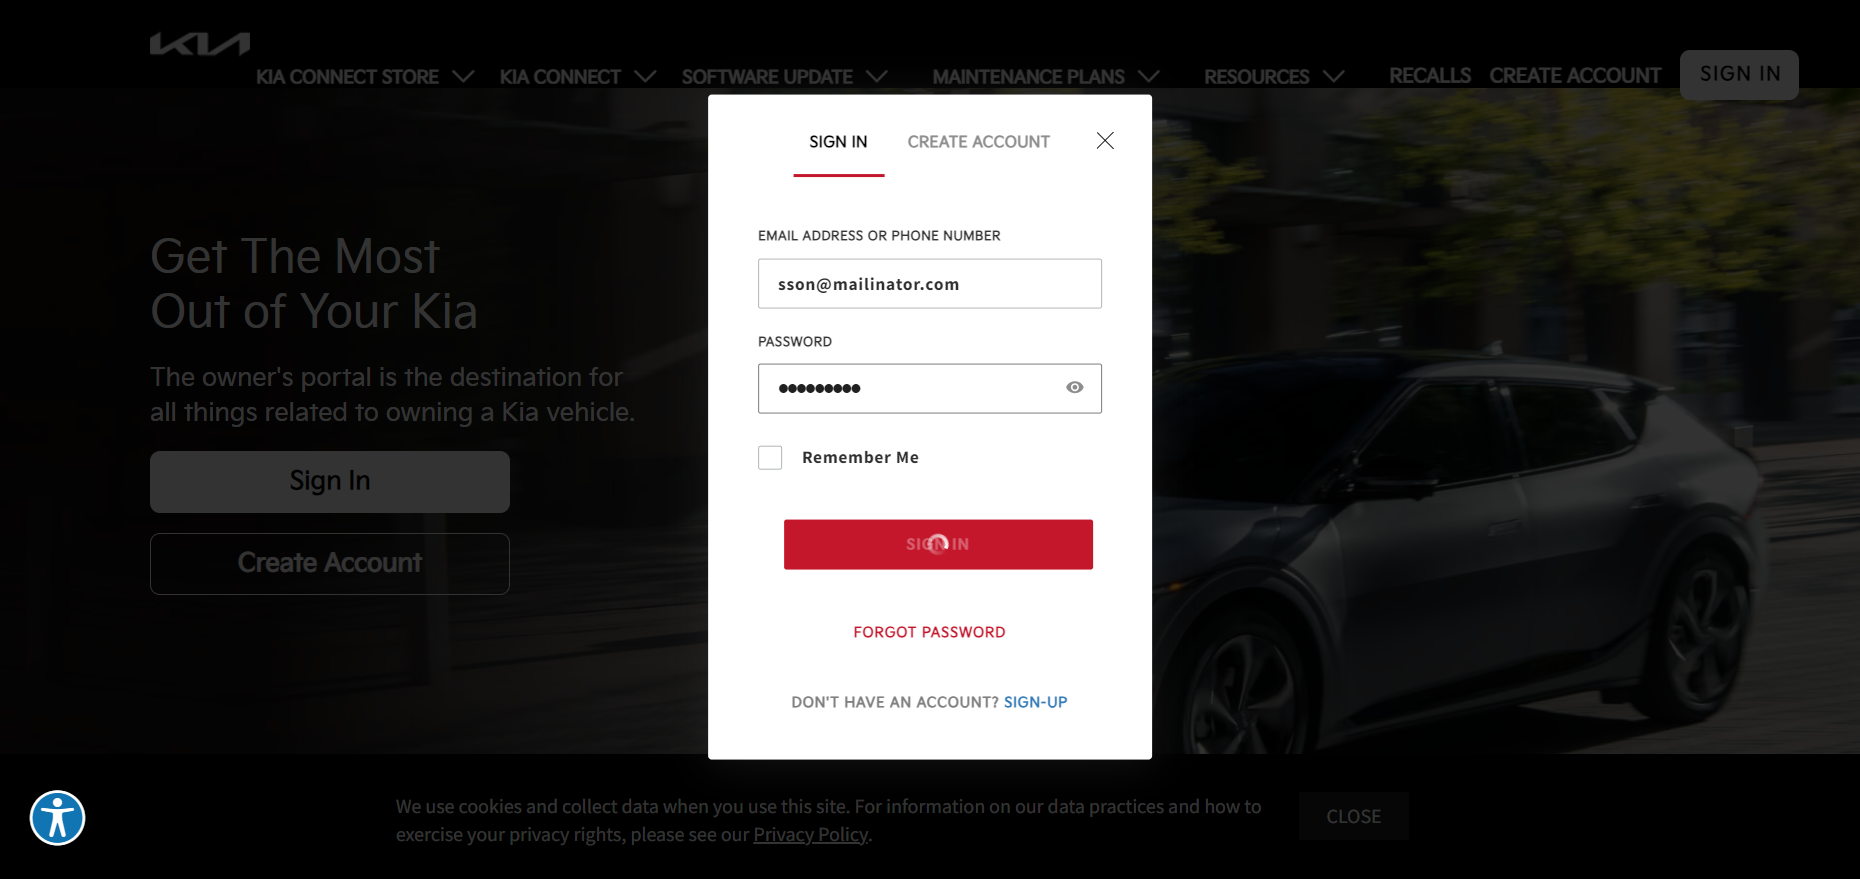 KIA
KIA CONNECT STORE
KIA CONNECT
SOFTWARE UPDATE
MAINTENANCE PLANS
RESOURCES
RECALLS
CREATE ACCOUNT
SIGN IN
Get The Most
Out of Your Kia
The owner's portal is the destination for
all things related to owning a Kia vehicle.
Sign In
Create Account
SIGN IN
CREATE ACCOUNT
EMAIL ADDRESS OR PHONE NUMBER
sson@mailinator.com
PASSWORD
Remember Me
SIGN IN
FORGOT PASSWORD
DON'T HAVE AN ACCOUNT? SIGN-UP
We use cookies and collect data when you use this site. For information on our data practices and how to
exercise your privacy rights, please see our Privacy Policy.
CLOSE